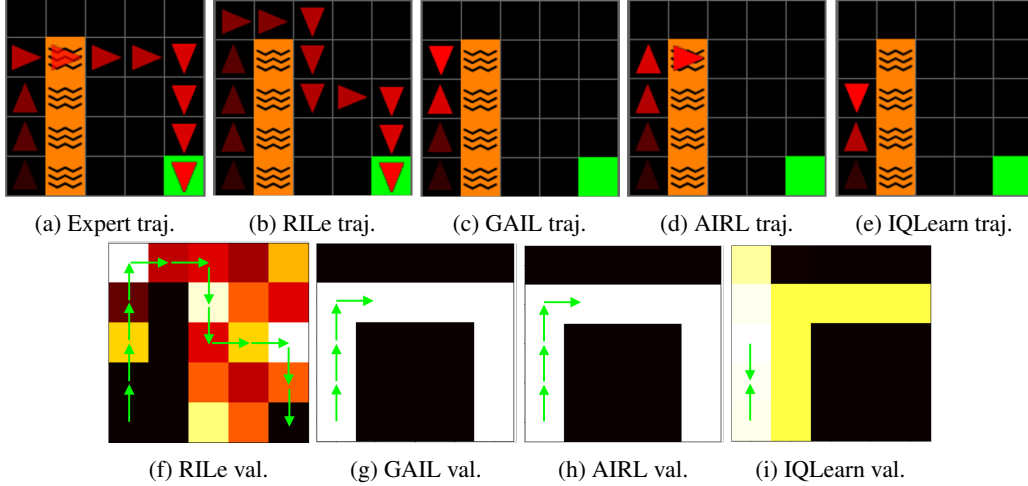 (a) Expert traj.
(b) RILe traj.
(c) GAIL traj.
(d) AIRL traj.
(e) IQLearn traj.
(f) RILe val.
(g) GAIL val.
(h) AIRL val.
(i) IQLearn val.